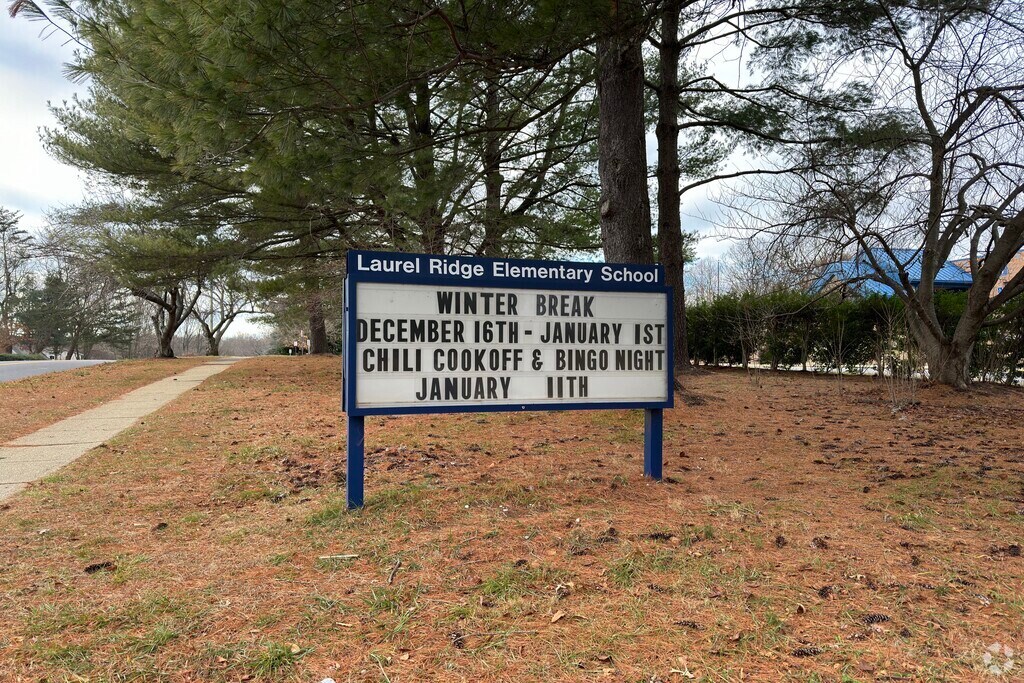 Laurel Ridge Elementary School
WINTER BREAK
DECEMBER 16TH - JANUARY 1ST
CHILI COOKOFF & BINGO NIGHT
JANUARY 11TH